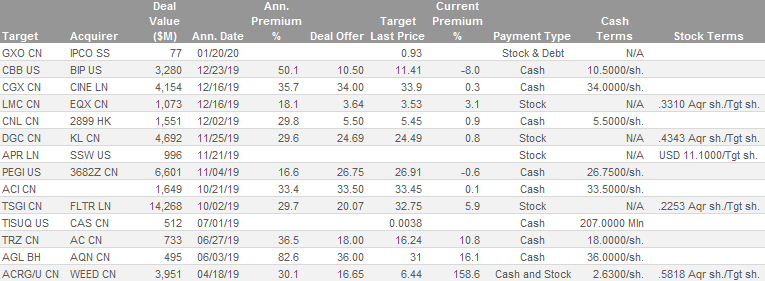 Deal Ann. Target Current
Value Premium Last Price Premium Cash
Target Acquirer ($M) Ann. Date % Deal Offer % Payment Type Terms Stock Terms
GXO CN IPCO SS 77 01/20/20 0.93 Stock & Debt N/A
CBB US BIP US 3,280 12/23/19 50.1 10.50 11.41 -8.0 Cash 10.5000/sh.
CGX CN CINE LN 4,154 12/16/19 35.7 34.00 33.9 0.3 Cash 34.0000/sh.
LMC CN EQX CN 1,073 12/16/19 18.1 3.64 3.53 3.1 Stock N/A .3310 Aqr sh./Tgt sh.
CNL CN 2899 HK 1,551 12/02/19 29.8 5.50 5.45 0.9 Cash 5.5000/sh.
DGC CN KL CN 4,692 11/25/19 29.6 24.69 24.49 0.8 Stock N/A .4343 Aqr sh./Tgt sh.
APR LN SSW US 996 11/21/19 Stock N/A USD 11.1000/Tgt sh.
PEGI US 3682Z CN 6,601 11/04/19 16.6 26.75 26.91 -0.6 Cash 26.7500/sh.
ACI CN 1,649 10/21/19 33.4 33.50 33.45 0.1 Cash 33.5000/sh.
TSGI CN FLTR LN 14,268 10/02/19 29.7 20.07 32.75 5.9 Stock N/A .2253 Aqr sh./Tgt sh.
TISUQ US CAS CN 512 07/01/19 0.0038 Cash 207.0000 Mln
TRZ CN AC CN 733 06/27/19 36.5 18.00 16.24 10.8 Cash 18.0000/sh.
AGL BH AQN CN 495 06/03/19 82.6 36.00 31 16.1 Cash 36.0000/sh.
ACRG/U CN WEED CN 3,951 04/18/19 30.1 16.65 6.44 158.6 Cash and Stock 2.6300/sh. .5818 Aqr sh./Tgt sh.